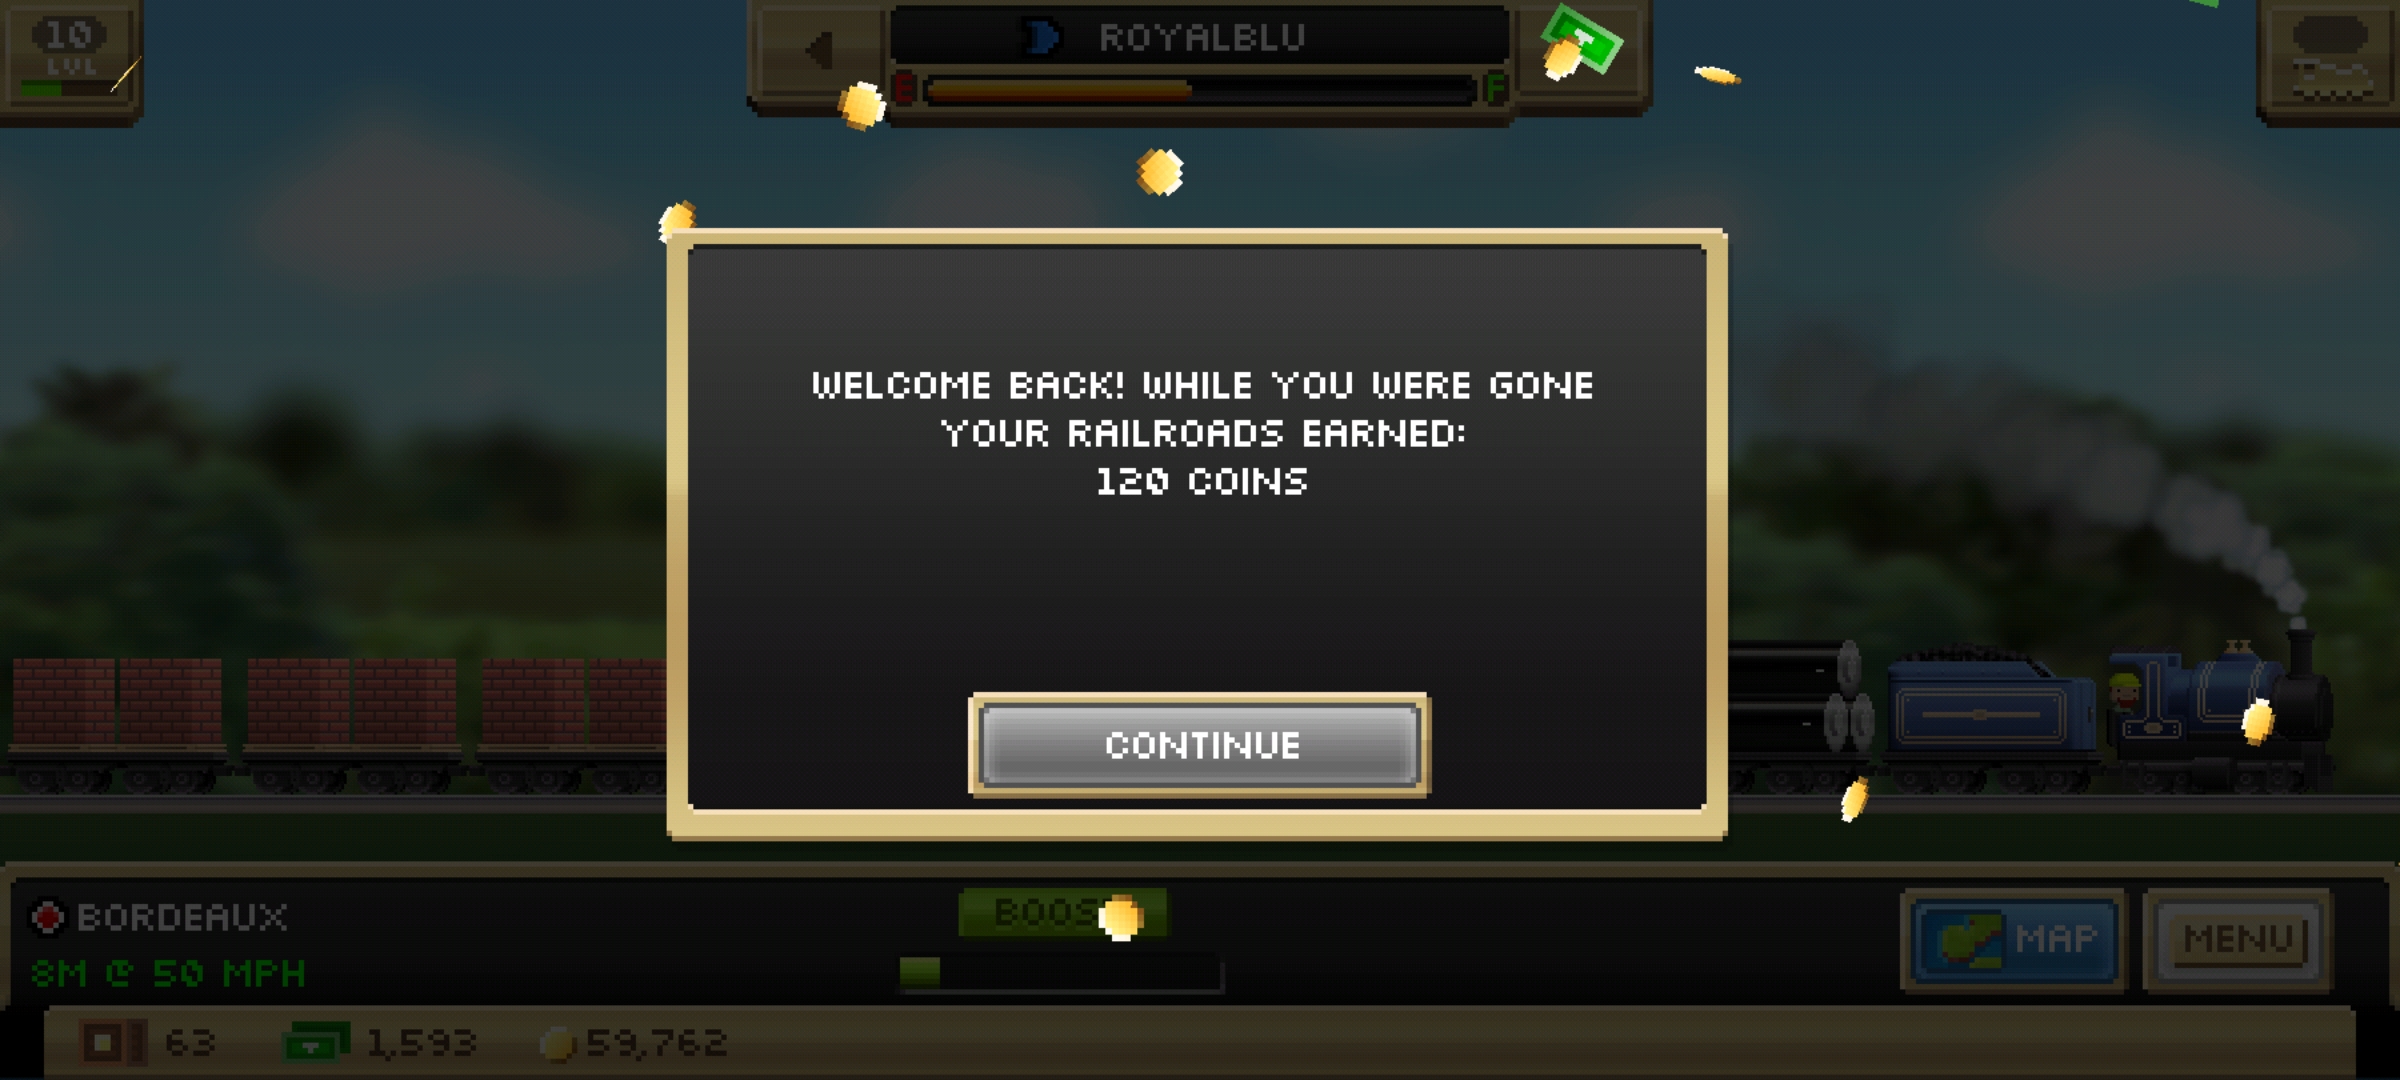 10
LVL
ROYALBLU
E F
WELCOME BACK! WHILE YOU WERE GONE
YOUR RAILROADS EARNED:
120 COINS
CONTINUE
BORDEAUX
8M @ 50 MPH
MAP
MENU
63 1,593 59,762